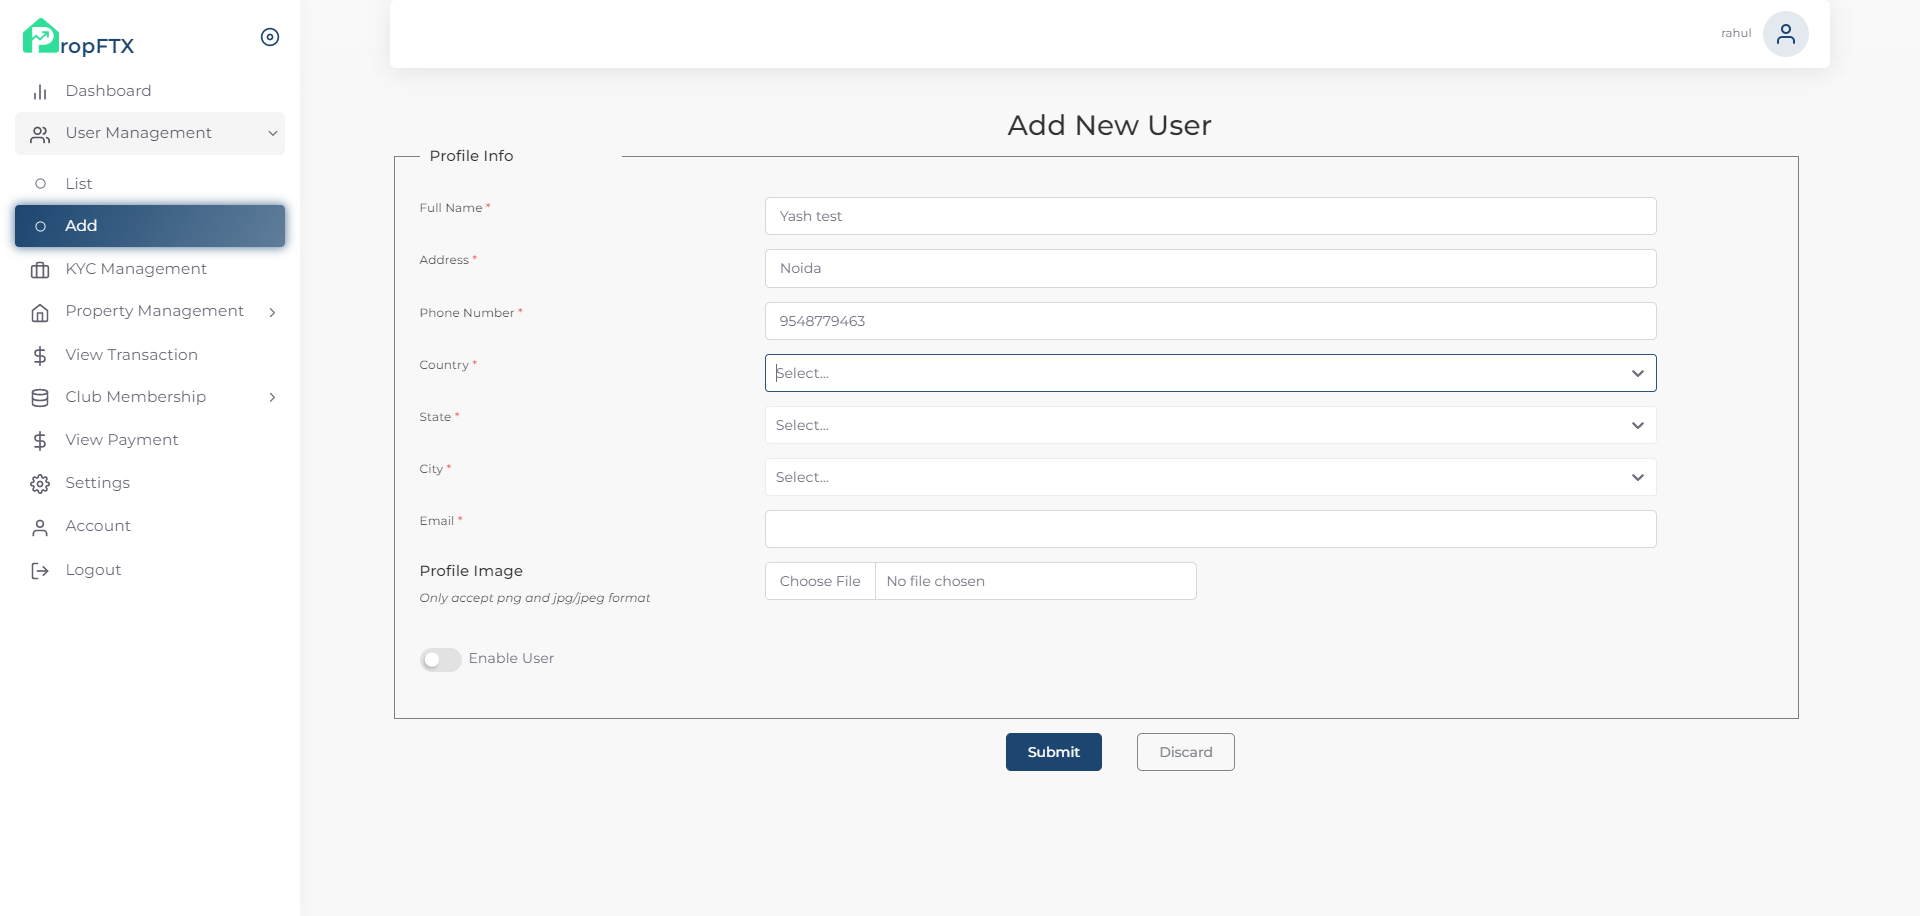 ropFTX
Dashboard
User Management
List
Add
KYC Management
Property Management
View Transaction
Club Membership
View Payment
Settings
Account
Logout
rahul
Add New User
Profile Info
Full Name *
Yash test
Address *
Noida
Phone Number *
9548779463
Country *
Select...
State *
Select...
City *
Select...
Email *
Profile Image
Only accept png and jpg/jpeg format
Choose File No file chosen
Enable User
Submit
Discard